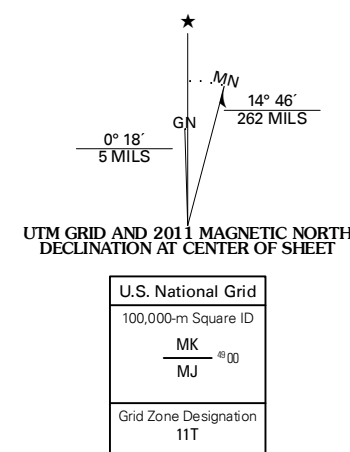 ★
MN
14° 46´
262 MILS
GN
0° 18´
5 MILS
UTM GRID AND 2011 MAGNETIC NORTH
DECLINATION AT CENTER OF SHEET
U.S. National Grid
100,000-m Square ID
MK
4900
MJ
Grid Zone Designation
11T